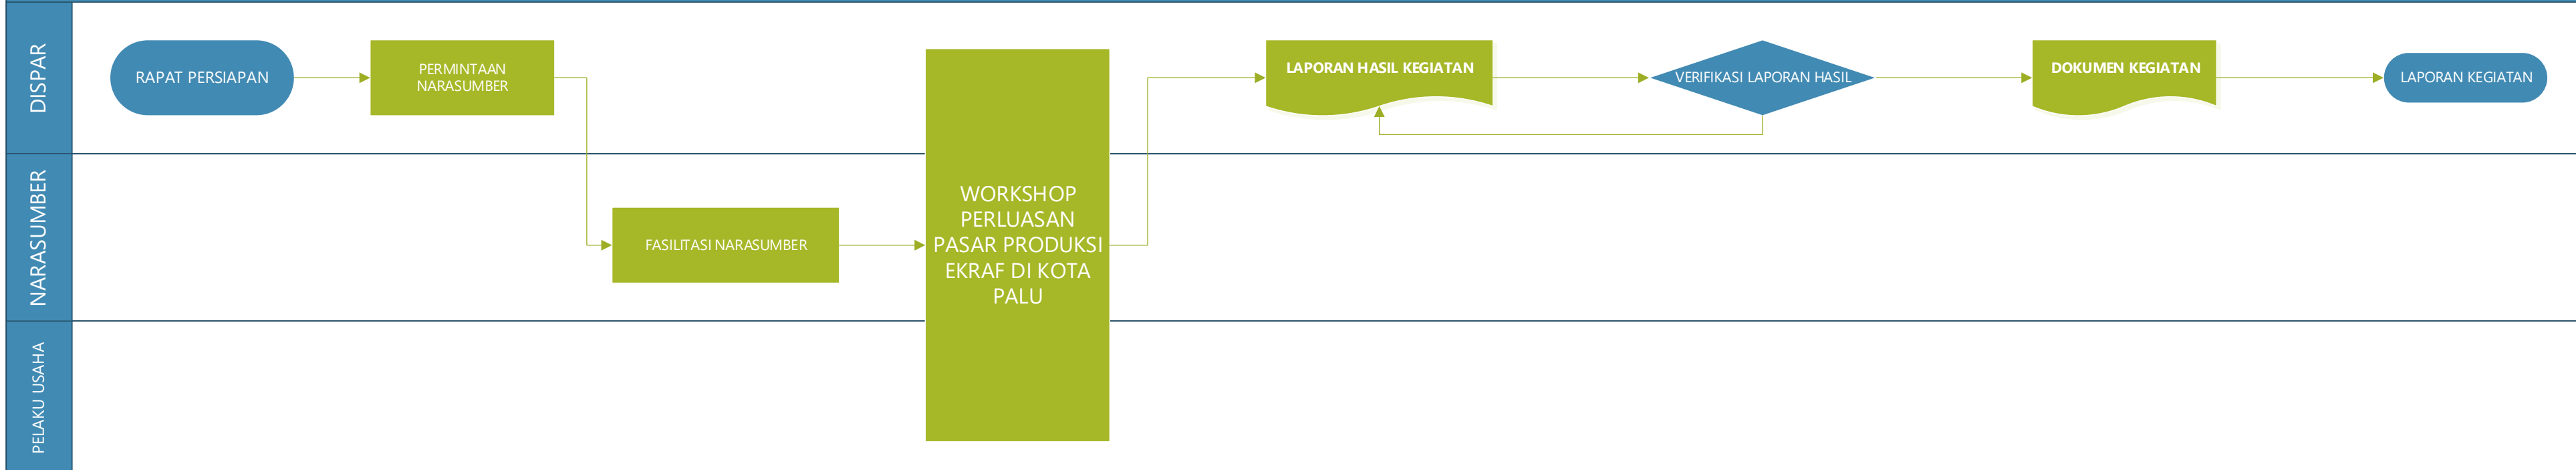 DISPAR
RAPAT PERSIAPAN
PERMINTAAN
NARASUMBER
LAPORAN HASIL KEGIATAN
VERIFIKASI LAPORAN HASIL
DOKUMEN KEGIATAN
LAPORAN KEGIATAN
NARASUMBER
FASILITASI NARASUMBER
WORKSHOP
PERLUASAN
PASAR PRODUKSI
EKRAF DI KOTA
PALU
PELAKU USAHA